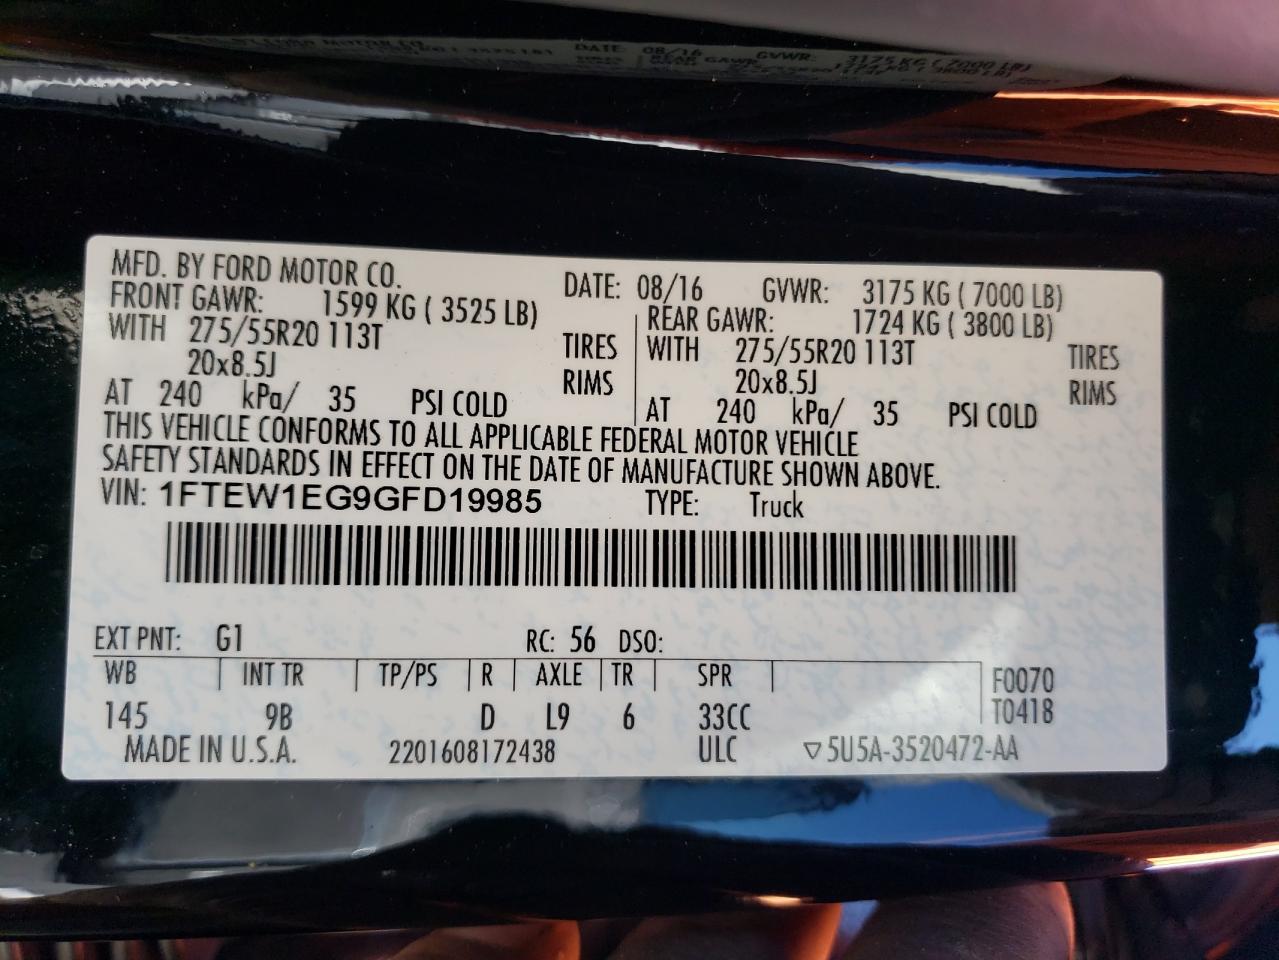 MFD. BY FORD MOTOR CO.
DATE: 08/16 GVWR: 3175 KG ( 7000 LB)
FRONT GAWR: 1599 KG ( 3525 LB)
WITH 275/55R20 113T TIRES
20x8.5J RIMS
AT 240 kPa/ 35 PSI COLD
REAR GAWR: 1724 KG ( 3800 LB)
WITH 275/55R20 113T TIRES
20x8.5J RIMS
AT 240 kPa/ 35 PSI COLD
THIS VEHICLE CONFORMS TO ALL APPLICABLE FEDERAL MOTOR VEHICLE
SAFETY STANDARDS IN EFFECT ON THE DATE OF MANUFACTURE SHOWN ABOVE.
VIN: 1FTEW1EG9GFD19985 TYPE: Truck
EXT PNT: G1 RC: 56 DSO:
WB | INT TR | TP/PS | R | AXLE | TR | SPR | F0070
145 9B D L9 6 33CC T0418
MADE IN U.S.A. 2201608172438 ULC ▽5U5A-3520472-AA